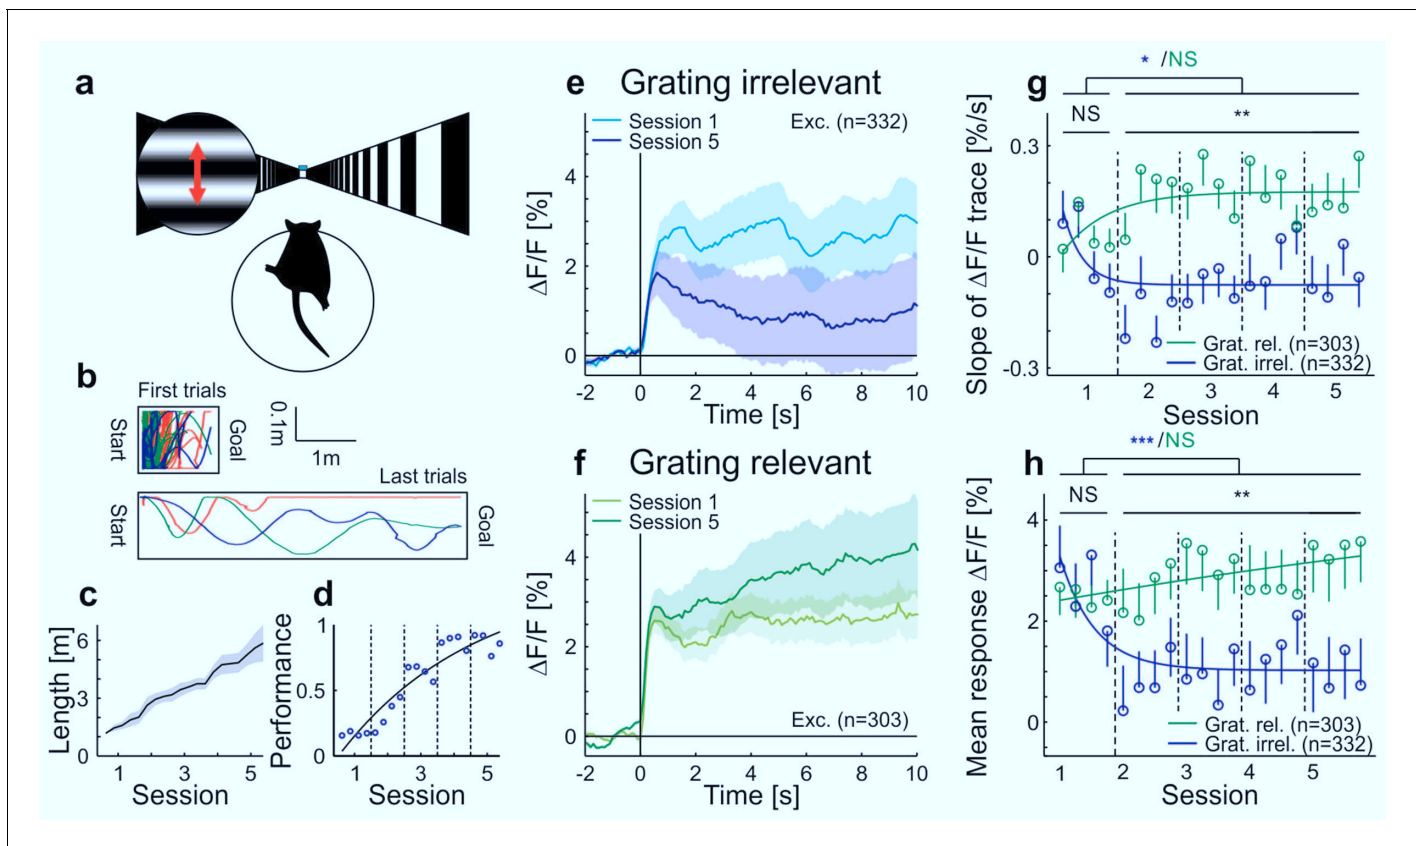 a
b
First trials
Start
Goal
0.1m
1m
Last trials
Start
Goal
c
Length [m]
6
3
0
1
3
5
Session
d
Performance
1
0.5
0
1
3
5
Session
e
Grating irrelevant
Session 1
Session 5
Exc. (n=332)
ΔF/F [%]
4
2
0
-2
0
2
4
6
8
10
Time [s]
f
Grating relevant
Session 1
Session 5
ΔF/F [%]
4
2
0
Exc. (n=303)
-2
0
2
4
6
8
10
Time [s]
g
* /NS
NS
**
Slope of ΔF/F trace [%/s]
0.3
0
-0.3
Grat. rel. (n=303)
Grat. irrel. (n=332)
1
2
3
4
5
Session
h
***/NS
NS
**
Mean response ΔF/F [%]
4
2
0
Grat. rel. (n=303)
Grat. irrel. (n=332)
1
2
3
4
5
Session